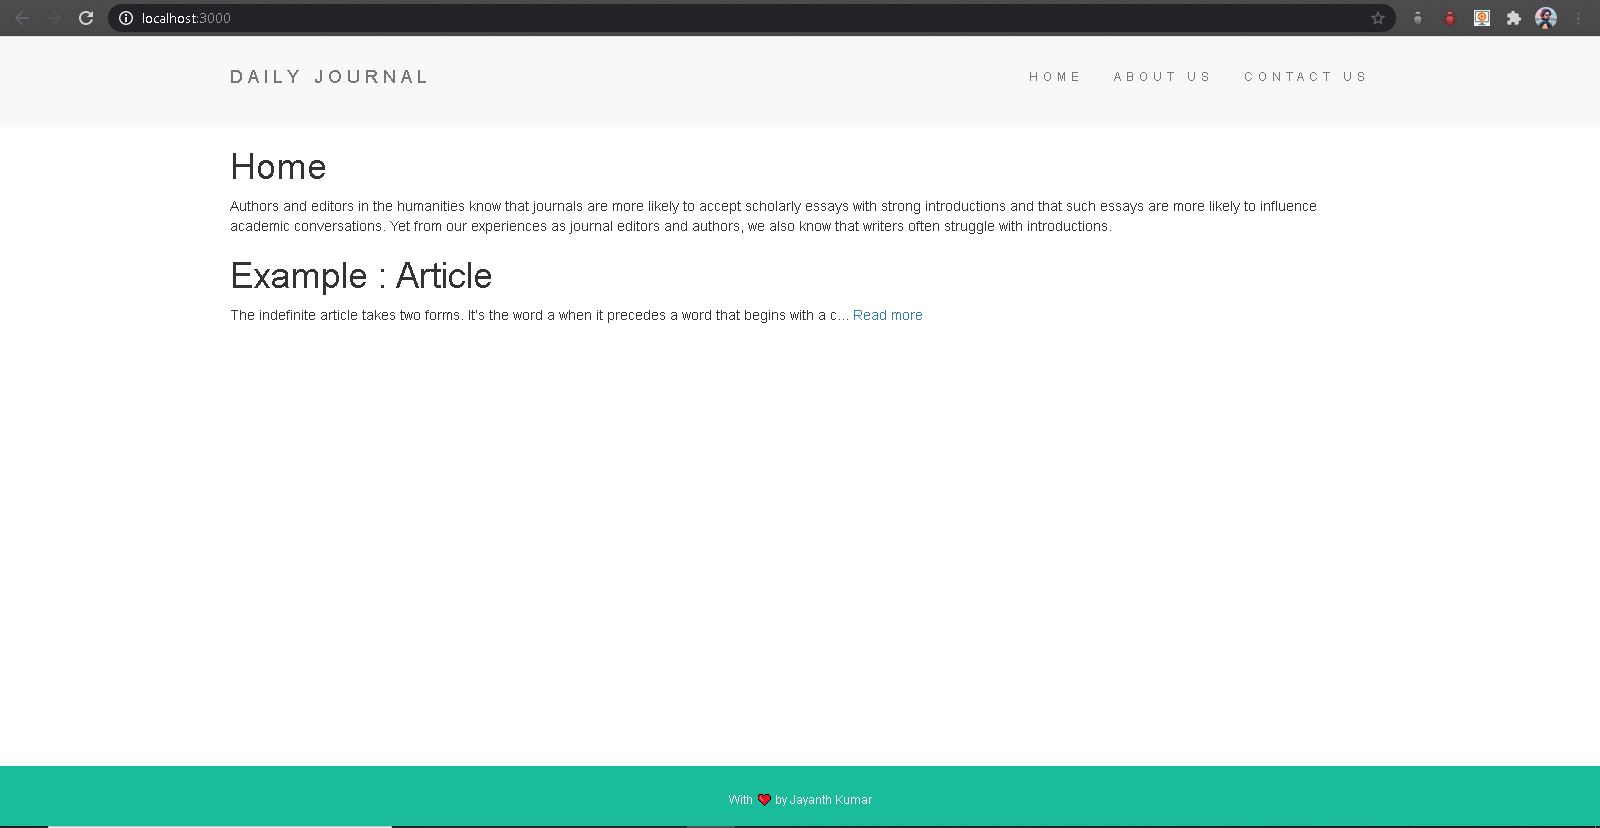 localhost:3000
DAILY JOURNAL
HOME ABOUT US CONTACT US
Home
Authors and editors in the humanities know that journals are more likely to accept scholarly essays with strong introductions and that such essays are more likely to influence
academic conversations. Yet from our experiences as journal editors and authors, we also know that writers often struggle with introductions.
Example : Article
The indefinite article takes two forms. It's the word a when it precedes a word that begins with a c... Read more
With ❤ by Jayanth Kumar